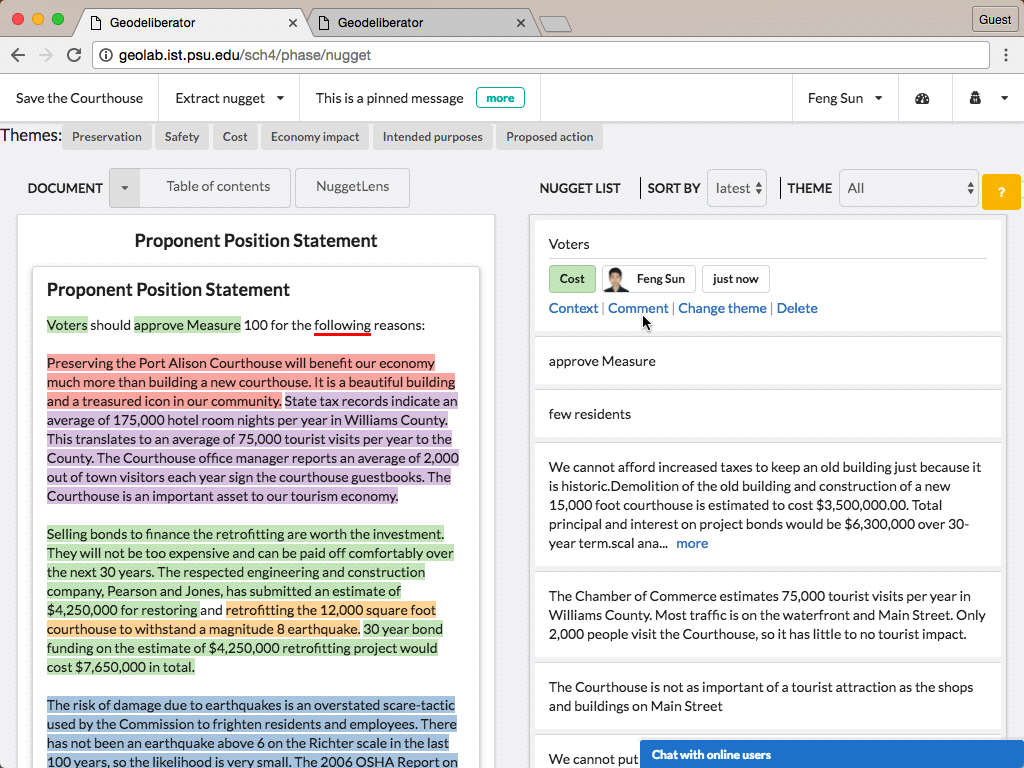 Geodeliberator
Geodeliberator
Guest
geolab.ist.psu.edu/sch4/phase/nugget
Save the Courthouse
Extract nugget
This is a pinned message
more
Feng Sun
Themes:
Preservation
Safety
Cost
Economy impact
Intended purposes
Proposed action
DOCUMENT
Table of contents
NuggetLens
NUGGET LIST
SORT BY
latest
THEME
All
?
Proponent Position Statement
Proponent Position Statement
Voters should approve Measure 100 for the following reasons:
Preserving the Port Alison Courthouse will benefit our economy
much more than building a new courthouse. It is a beautiful building
and a treasured icon in our community. State tax records indicate an
average of 175,000 hotel room nights per year in Williams County.
This translates to an average of 75,000 tourist visits per year to the
County. The Courthouse office manager reports an average of 2,000
out of town visitors each year sign the courthouse guestbooks. The
Courthouse is an important asset to our tourism economy.
Selling bonds to finance the retrofitting are worth the investment.
They will not be too expensive and can be paid off comfortably over
the next 30 years. The respected engineering and construction
company, Pearson and Jones, has submitted an estimate of
$4,250,000 for restoring and retrofitting the 12,000 square foot
courthouse to withstand a magnitude 8 earthquake. 30 year bond
funding on the estimate of $4,250,000 retrofitting project would
cost $7,650,000 in total.
The risk of damage due to earthquakes is an overstated scare-tactic
used by the Commission to frighten residents and employees. There
has not been an earthquake above 6 on the Richter scale in the last
100 years, so the likelihood is very small. The 2006 OSHA Report on
Voters
Cost
Feng Sun
just now
Context | Comment | Change theme | Delete
approve Measure
few residents
We cannot afford increased taxes to keep an old building just because it
is historic.Demolition of the old building and construction of a new
15,000 foot courthouse is estimated to cost $3,500,000.00. Total
principal and interest on project bonds would be $6,300,000 over 30-
year term.scal ana... more
The Chamber of Commerce estimates 75,000 tourist visits per year in
Williams County. Most traffic is on the waterfront and Main Street. Only
2,000 people visit the Courthouse, so it has little to no tourist impact.
The Courthouse is not as important of a tourist attraction as the shops
and buildings on Main Street
We cannot put
Chat with online users